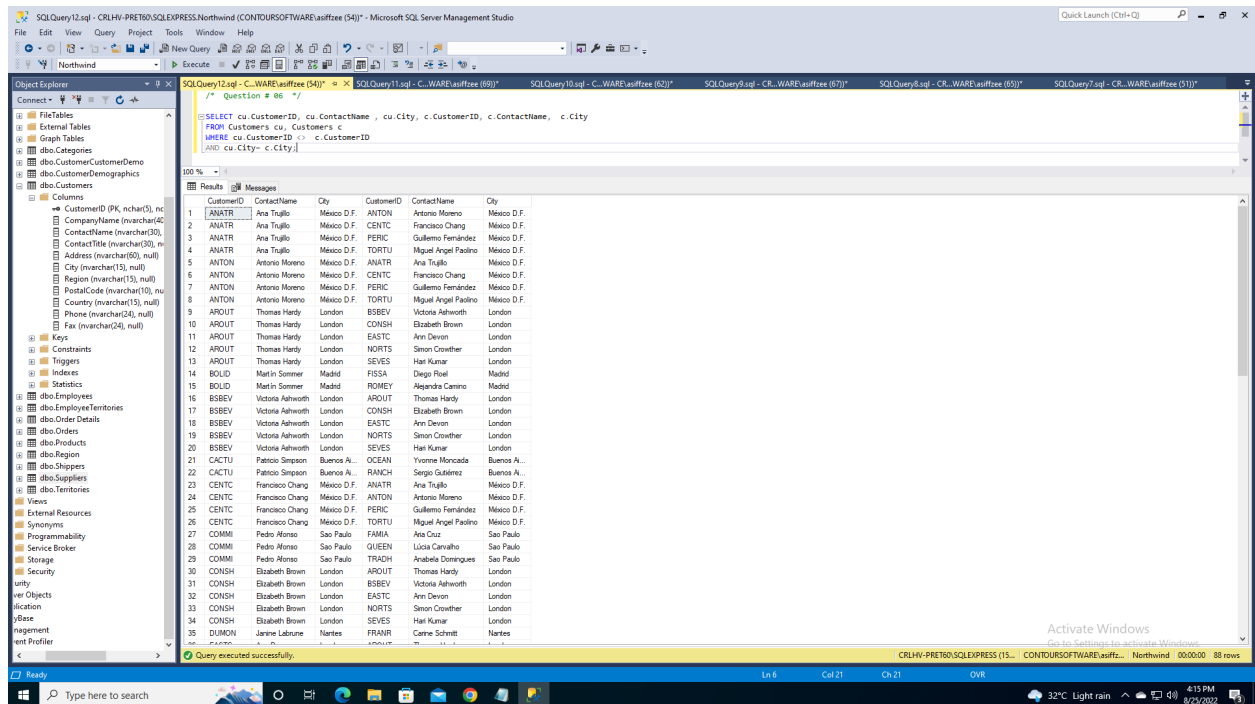 SQLQuery12.sql - CRLHV-PRET60\SQLEXPRESS.Northwind (CONTOURSOFTWARE\asiffzee (54))* - Microsoft SQL Server Management Studio
Quick Launch (Ctrl+Q)
File Edit View Query Project Tools Window Help
New Query
Northwind
Execute
Object Explorer
SQLQuery12.sql - C...WARE\asiffzee (54))* SQLQuery11.sql - C...WARE\asiffzee (69))* SQLQuery10.sql - C...WARE\asiffzee (62))* SQLQuery9.sql - CR...WARE\asiffzee (67))* SQLQuery8.sql - CR...WARE\asiffzee (65))* SQLQuery7.sql - CR...WARE\asiffzee (51))*
Connect
FileTables
External Tables
Graph Tables
dbo.Categories
dbo.CustomerCustomerDemo
dbo.CustomerDemographics
dbo.Customers
Columns
CustomerID (PK, nchar(5), nc
CompanyName (nvarchar(40
ContactName (nvarchar(30),
ContactTitle (nvarchar(30), n
Address (nvarchar(60), null)
City (nvarchar(15), null)
Region (nvarchar(15), null)
PostalCode (nvarchar(10), nu
Country (nvarchar(15), null)
Phone (nvarchar(24), null)
Fax (nvarchar(24), null)
Keys
Constraints
Triggers
Indexes
Statistics
dbo.Employees
dbo.EmployeeTerritories
dbo.Order Details
dbo.Orders
dbo.Products
dbo.Region
dbo.Shippers
dbo.Suppliers
dbo.Territories
Views
External Resources
Synonyms
Programmability
Service Broker
Storage
Security
urity
ver Objects
lication
yBase
nagement
ent Profiler
/* Question # 06 */
SELECT cu.CustomerID, cu.ContactName , cu.City, c.CustomerID, c.ContactName, c.City
FROM Customers cu, Customers c
WHERE cu.CustomerID <> c.CustomerID
AND cu.City= c.City;
100 %
Results Messages
CustomerID ContactName City CustomerID ContactName City
1 ANATR Ana Trujillo México D.F. ANTON Antonio Moreno México D.F.
2 ANATR Ana Trujillo México D.F. CENTC Francisco Chang México D.F.
3 ANATR Ana Trujillo México D.F. PERIC Guillermo Fernández México D.F.
4 ANATR Ana Trujillo México D.F. TORTU Miguel Angel Paolino México D.F.
5 ANTON Antonio Moreno México D.F. ANATR Ana Trujillo México D.F.
6 ANTON Antonio Moreno México D.F. CENTC Francisco Chang México D.F.
7 ANTON Antonio Moreno México D.F. PERIC Guillermo Fernández México D.F.
8 ANTON Antonio Moreno México D.F. TORTU Miguel Angel Paolino México D.F.
9 AROUT Thomas Hardy London BSBEV Victoria Ashworth London
10 AROUT Thomas Hardy London CONSH Elizabeth Brown London
11 AROUT Thomas Hardy London EASTC Ann Devon London
12 AROUT Thomas Hardy London NORTS Simon Crowther London
13 AROUT Thomas Hardy London SEVES Hari Kumar London
14 BOLID Martín Sommer Madrid FISSA Diego Roel Madrid
15 BOLID Martín Sommer Madrid ROMEY Alejandra Camino Madrid
16 BSBEV Victoria Ashworth London AROUT Thomas Hardy London
17 BSBEV Victoria Ashworth London CONSH Elizabeth Brown London
18 BSBEV Victoria Ashworth London EASTC Ann Devon London
19 BSBEV Victoria Ashworth London NORTS Simon Crowther London
20 BSBEV Victoria Ashworth London SEVES Hari Kumar London
21 CACTU Patricio Simpson Buenos Ai... OCEAN Yvonne Moncada Buenos Ai...
22 CACTU Patricio Simpson Buenos Ai... RANCH Sergio Gutiérrez Buenos Ai...
23 CENTC Francisco Chang México D.F. ANATR Ana Trujillo México D.F.
24 CENTC Francisco Chang México D.F. ANTON Antonio Moreno México D.F.
25 CENTC Francisco Chang México D.F. PERIC Guillermo Fernández México D.F.
26 CENTC Francisco Chang México D.F. TORTU Miguel Angel Paolino México D.F.
27 COMMI Pedro Afonso Sao Paulo FAMIA Aria Cruz Sao Paulo
28 COMMI Pedro Afonso Sao Paulo QUEEN Lúcia Carvalho Sao Paulo
29 COMMI Pedro Afonso Sao Paulo TRADH Anabela Domingues Sao Paulo
30 CONSH Elizabeth Brown London AROUT Thomas Hardy London
31 CONSH Elizabeth Brown London BSBEV Victoria Ashworth London
32 CONSH Elizabeth Brown London EASTC Ann Devon London
33 CONSH Elizabeth Brown London NORTS Simon Crowther London
34 CONSH Elizabeth Brown London SEVES Hari Kumar London
35 DUMON Janine Labrune Nantes FRANR Carine Schmitt Nantes
Activate Windows
Go to Settings to activate Windows.
Query executed successfully.
CRLHV-PRET60\SQLEXPRESS (15... CONTOURSOFTWARE\asiffz... Northwind 00:00:00 88 rows
Ready Ln 6 Col 21 Ch 21 OVR
Type here to search
32°C Light rain
4:15 PM
8/25/2022